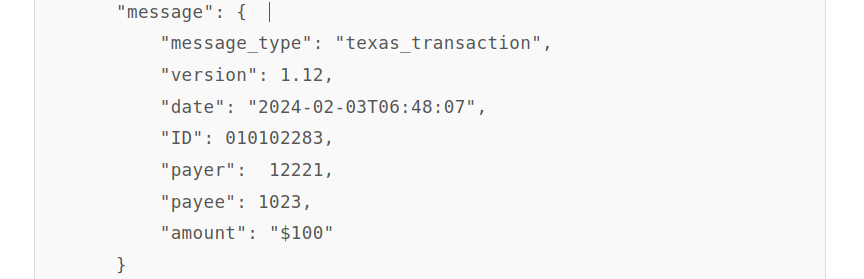 "message": {
"message_type": "texas_transaction",
"version": 1.12,
"date": "2024-02-03T06:48:07",
"ID": 010102283,
"payer":  12221,
"payee": 1023,
"amount": "$100"
}